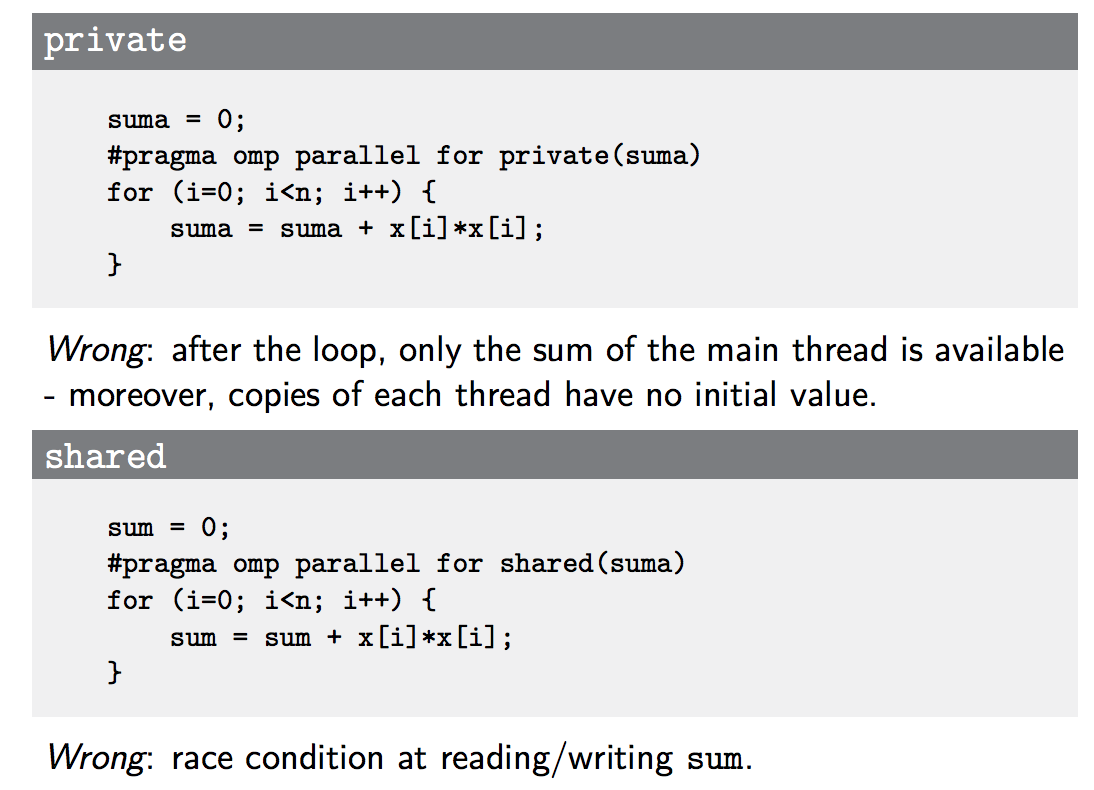 private
suma = 0;
#pragma omp parallel for private(suma)
for (i=0; i<n; i++) {
suma = suma + x[i]*x[i];
}
Wrong: after the loop, only the sum of the main thread is available
- moreover, copies of each thread have no initial value.
shared
sum = 0;
#pragma omp parallel for shared(suma)
for (i=0; i<n; i++) {
sum = sum + x[i]*x[i];
}
Wrong: race condition at reading/writing sum.